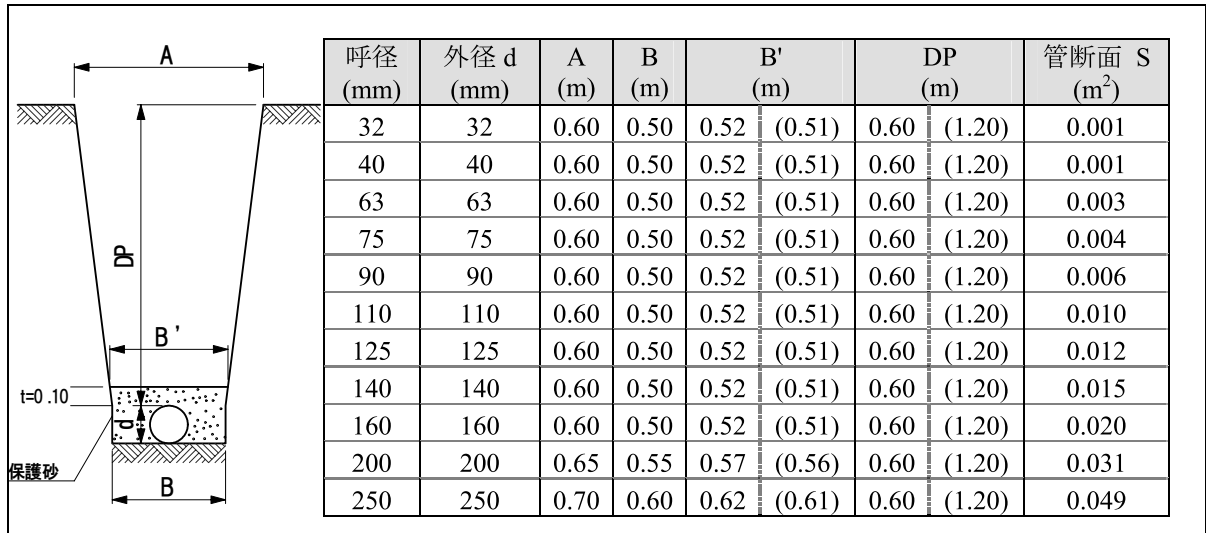 A
DP
B'
t=0.10
d
保護砂
B
呼径 外径 d A B B' DP 管断面 S
(mm) (mm) (m) (m) (m) (m) (m²)
32 32 0.60 0.50 0.52 (0.51) 0.60 (1.20) 0.001
40 40 0.60 0.50 0.52 (0.51) 0.60 (1.20) 0.001
63 63 0.60 0.50 0.52 (0.51) 0.60 (1.20) 0.003
75 75 0.60 0.50 0.52 (0.51) 0.60 (1.20) 0.004
90 90 0.60 0.50 0.52 (0.51) 0.60 (1.20) 0.006
110 110 0.60 0.50 0.52 (0.51) 0.60 (1.20) 0.010
125 125 0.60 0.50 0.52 (0.51) 0.60 (1.20) 0.012
140 140 0.60 0.50 0.52 (0.51) 0.60 (1.20) 0.015
160 160 0.60 0.50 0.52 (0.51) 0.60 (1.20) 0.020
200 200 0.65 0.55 0.57 (0.56) 0.60 (1.20) 0.031
250 250 0.70 0.60 0.62 (0.61) 0.60 (1.20) 0.049